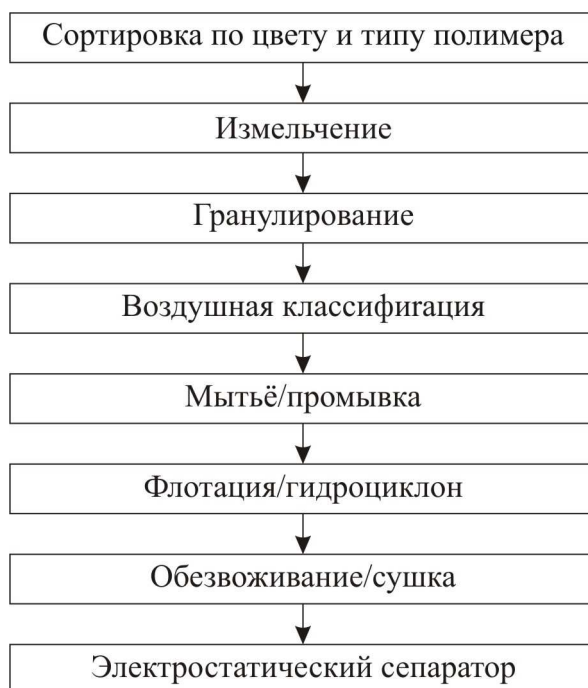 Сортировка по цвету и типу полимера
Измельчение
Гранулирование
Воздушная классифиrация
Мытьё/промывка
Флотация/гидроциклон
Обезвоживание/сушка
Электростатический сепаратор